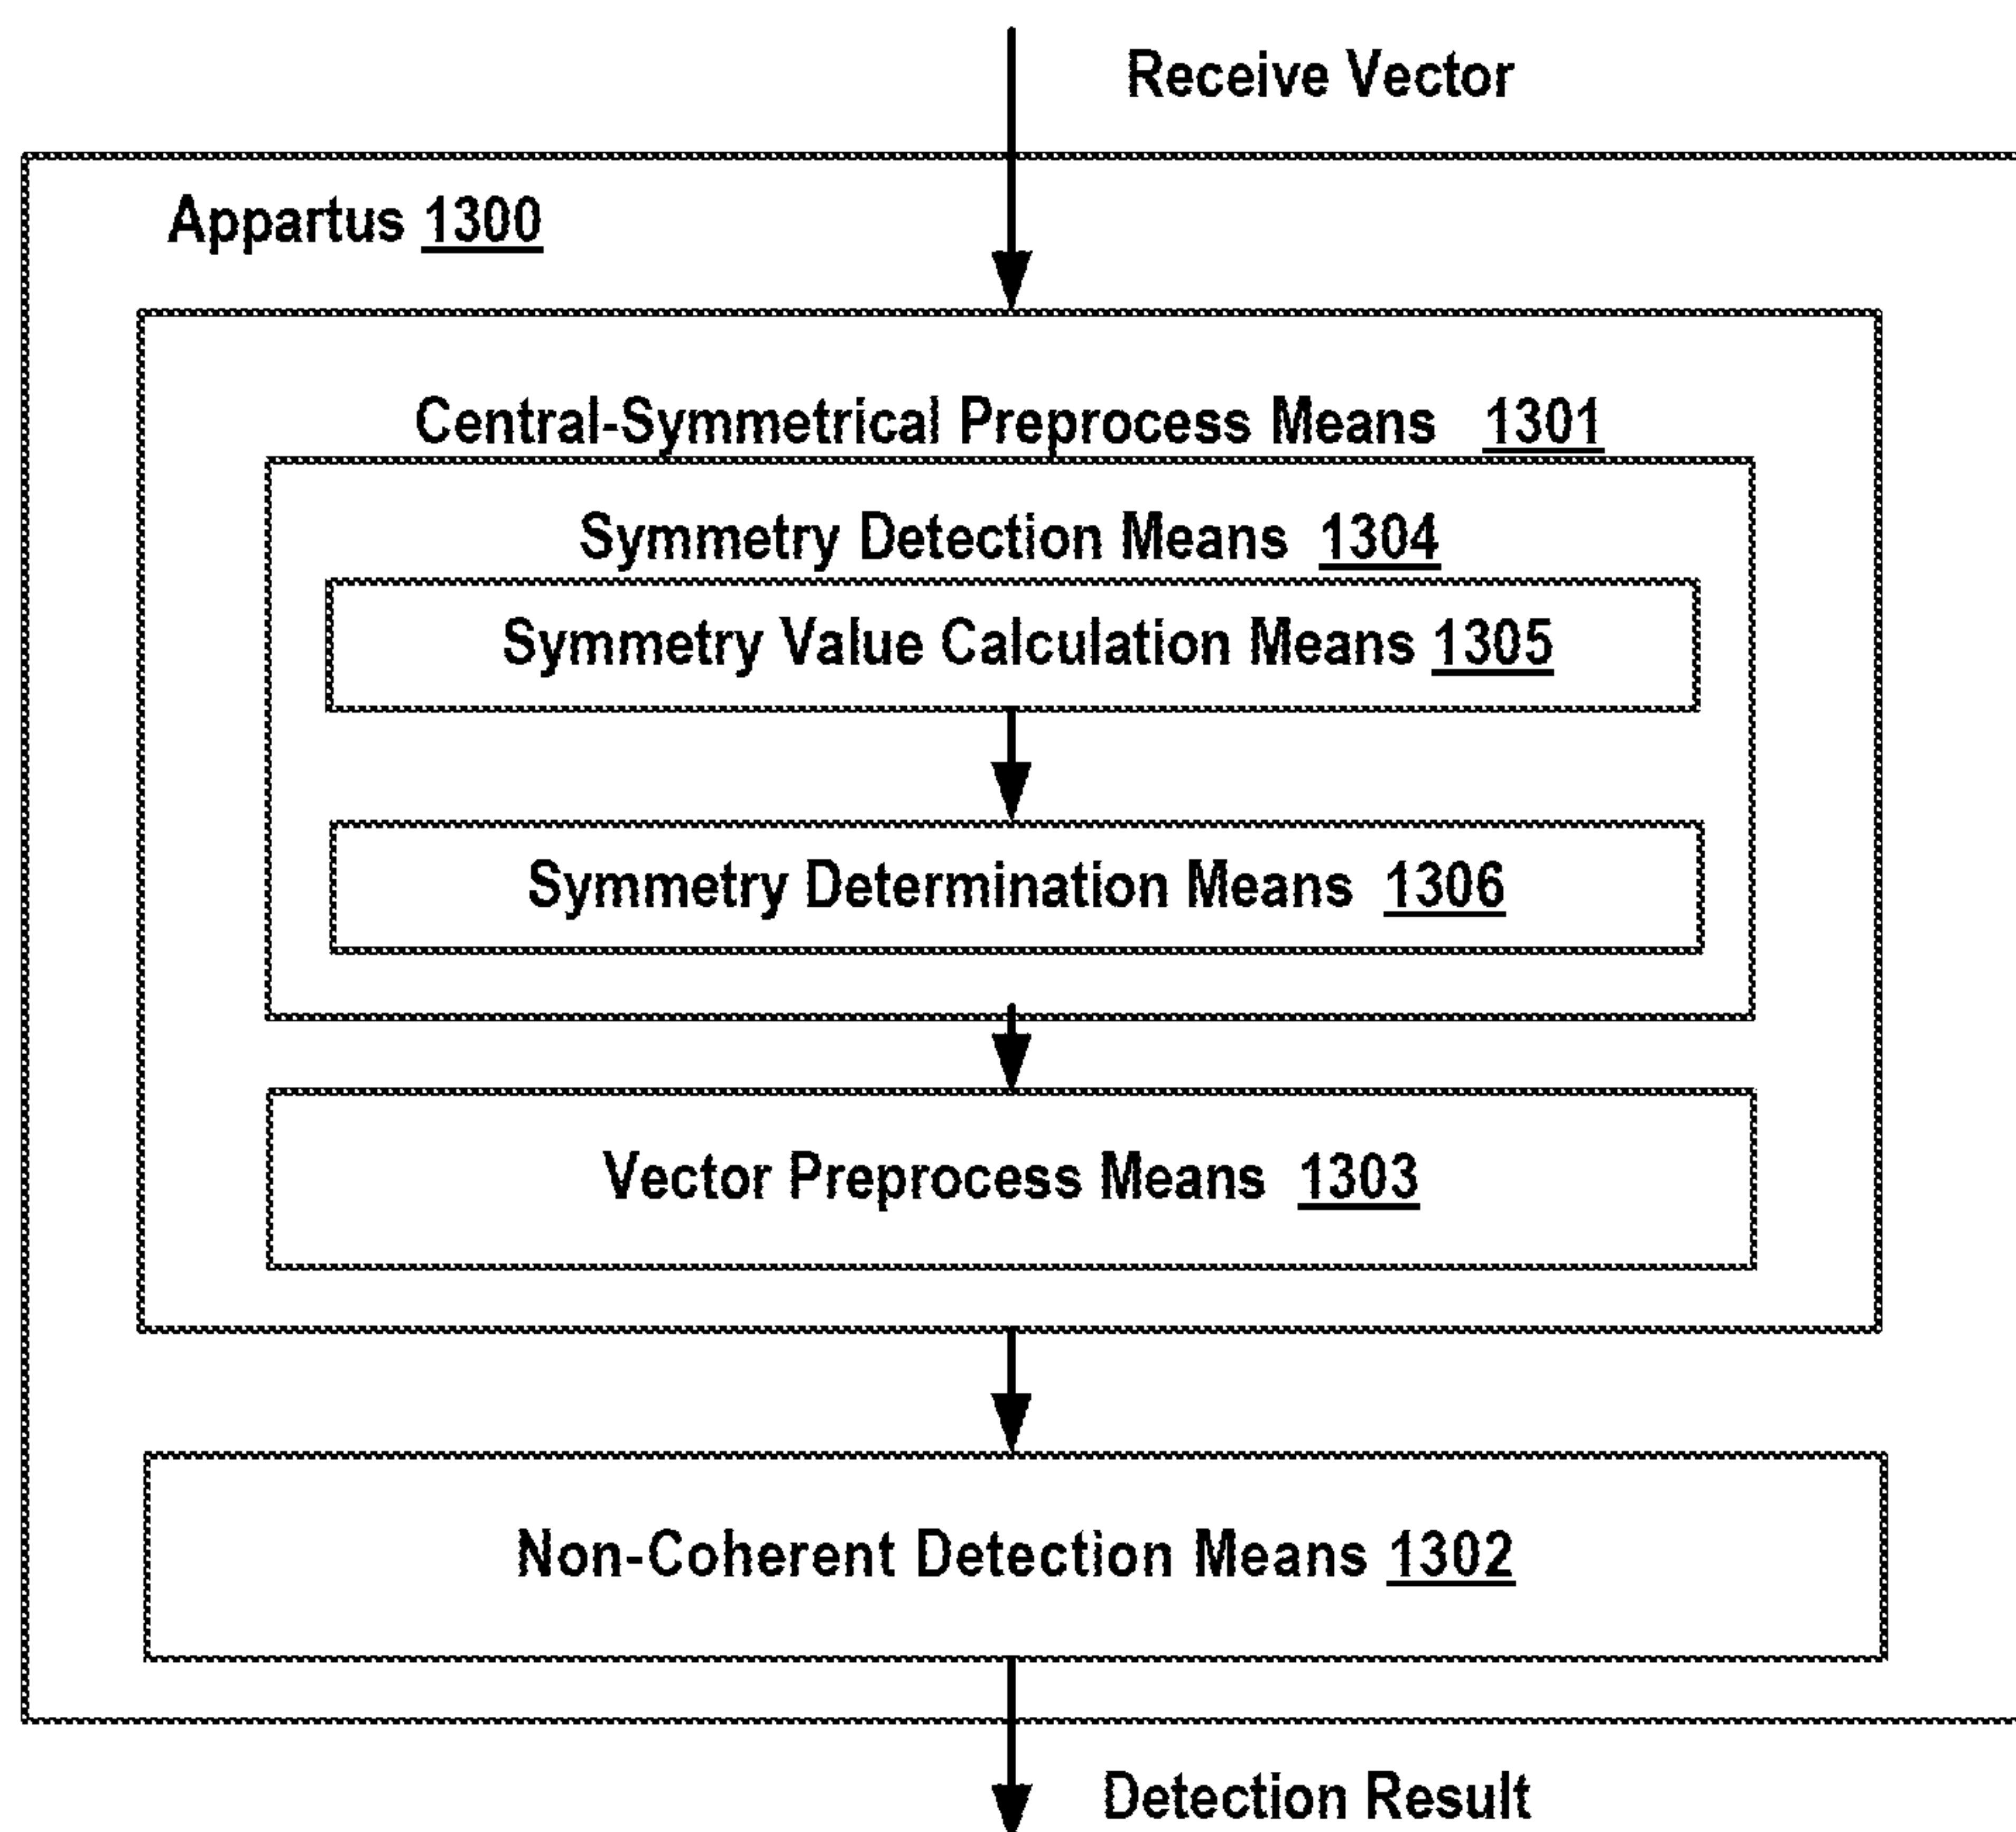 Receive Vector
Appartus 1300
Central-Symmetrical Preprocess Means 1301
Symmetry Detection Means 1304
Symmetry Value Calculation Means 1305
Symmetry Determination Means 1306
Vector Preprocess Means 1303
Non-Coherent Detection Means 1302
Detection Result